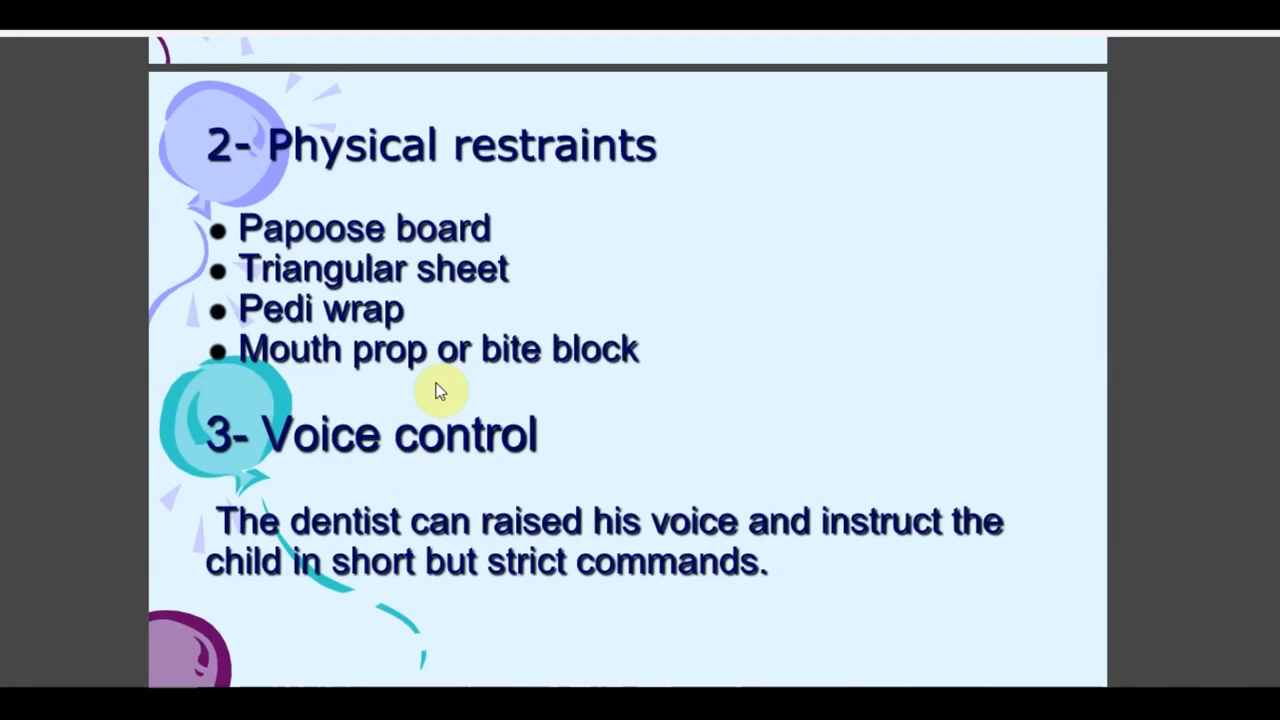 2- Physical restraints
● Papoose board
● Triangular sheet
● Pedi wrap
● Mouth prop or bite block
3- Voice control
The dentist can raised his voice and instruct the
child in short but strict commands.